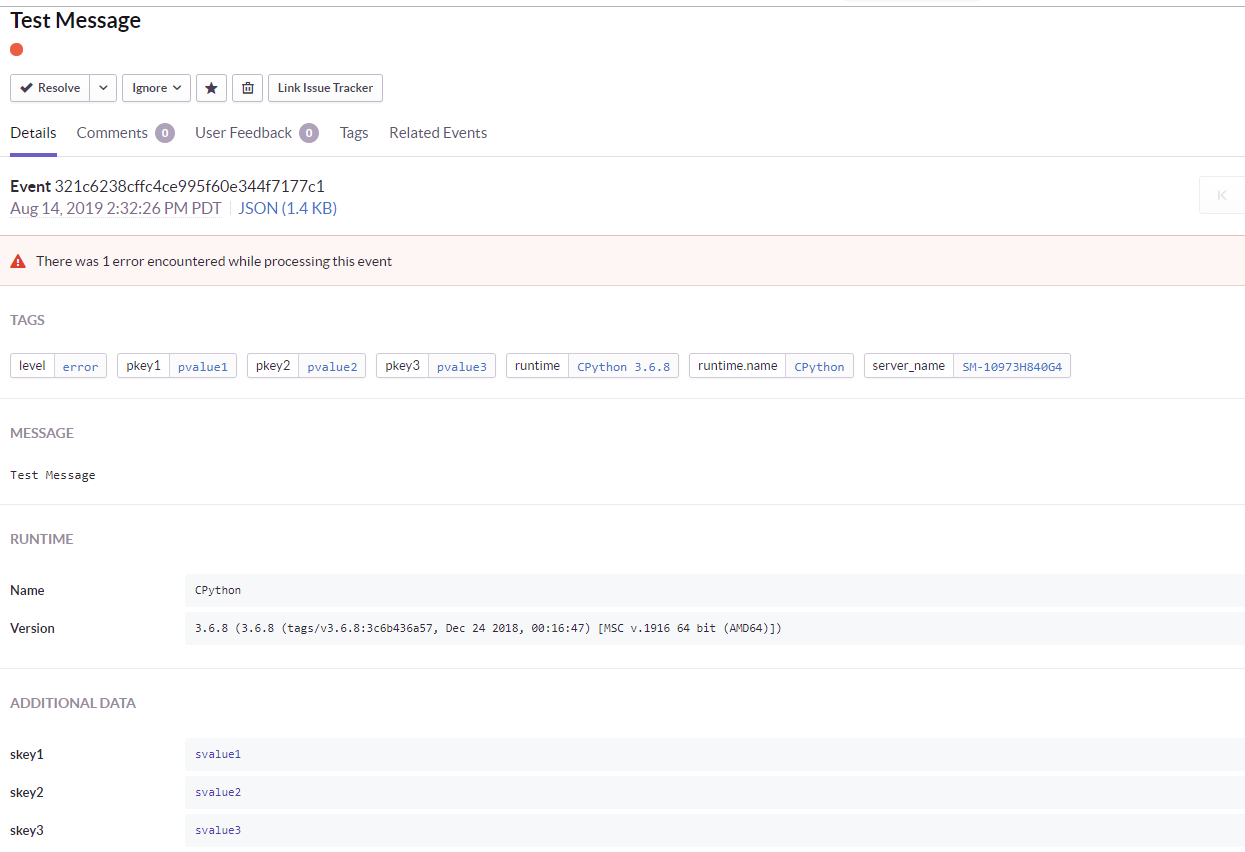 Test Message
Resolve Ignore Link Issue Tracker
Details Comments 0 User Feedback 0 Tags Related Events
Event 321c6238cffc4ce995f60e344f7177c1
Aug 14, 2019 2:32:26 PM PDT JSON (1.4 KB)
There was 1 error encountered while processing this event
TAGS
level error pkey1 pvalue1 pkey2 pvalue2 pkey3 pvalue3 runtime CPython 3.6.8 runtime.name CPython server_name SM-10973H840G4
MESSAGE
Test Message
RUNTIME
Name CPython
Version 3.6.8 (3.6.8 (tags/v3.6.8:3c6b436a57, Dec 24 2018, 00:16:47) [MSC v.1916 64 bit (AMD64)])
ADDITIONAL DATA
skey1 svalue1
skey2 svalue2
skey3 svalue3